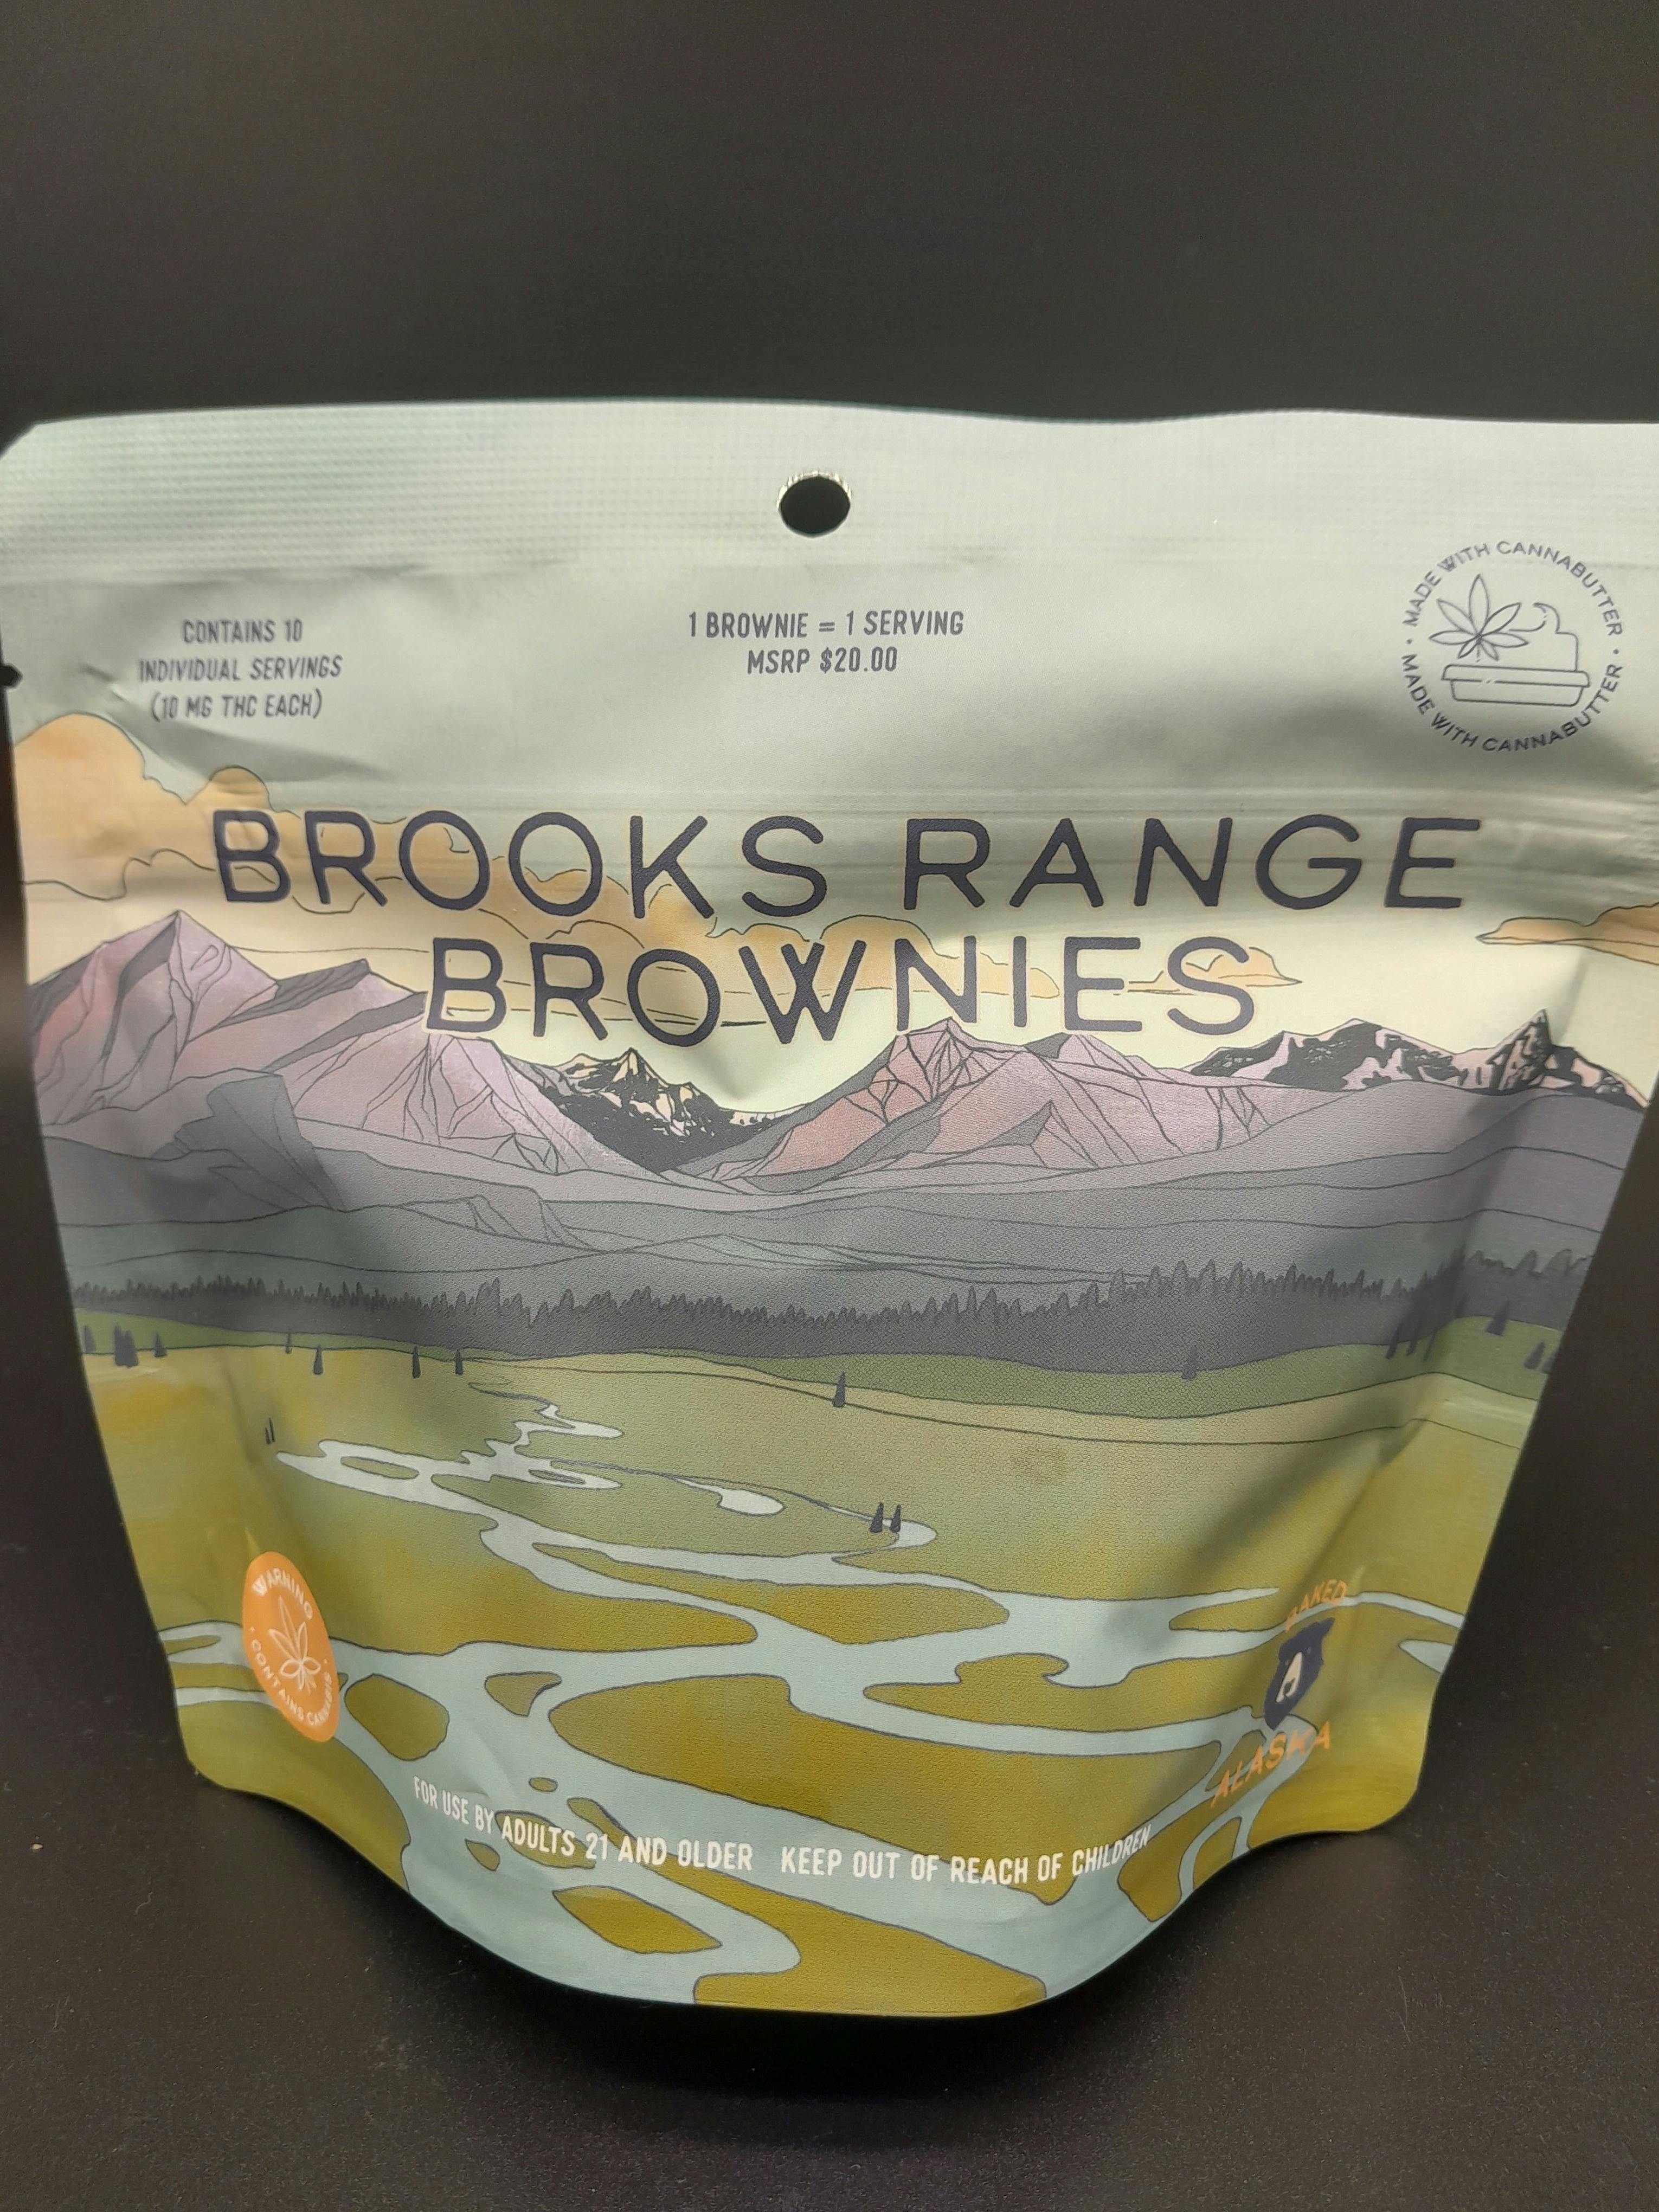 CONTAINS 10
INDIVIDUAL SERVINGS
(10 MG THC EACH)
1 BROWNIE = 1 SERVING
MSRP $20.00
MADE WITH CANNABUTTER •
MADE WITH CANNABUTTER •
BROOKS RANGE
BROWNIES
WARNING
• CONTAINS CANNABIS •
BAKED
A
ALASKA
FOR USE BY ADULTS 21 AND OLDER KEEP OUT OF REACH OF CHILDREN